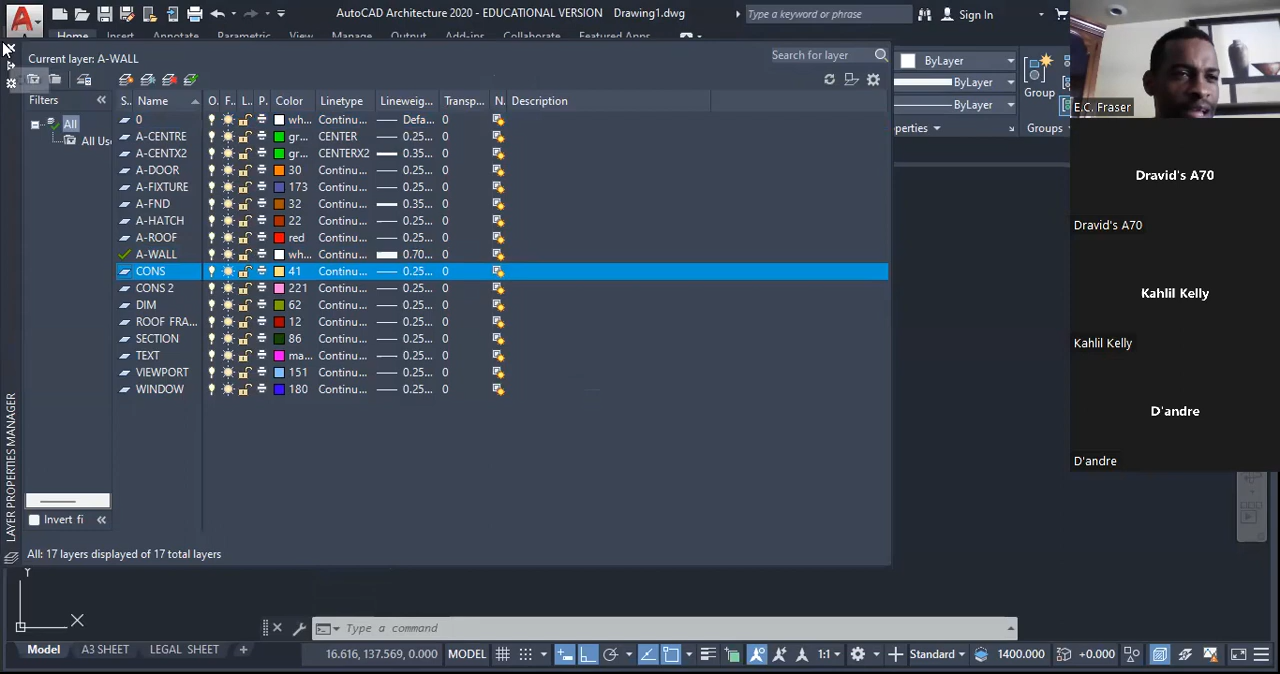 AutoCAD Architecture 2020 - EDUCATIONAL VERSION Drawing1.dwg
Type a keyword or phrase
Sign In
Home Insert Annotate Parametric View Manage Output Add-ins Collaborate Featured Apps
Current layer: A-WALL
Search for layer
ByLayer
ByLayer
ByLayer
Group
Groups
Filters
All
All Use
S.. Name O. F.. L.. P. Color Linetype Lineweig... Transp... N. Description
0 wh... Continu... Defa... 0
A-CENTRE gr... CENTER 0.25... 0
A-CENTX2 gr... CENTERX2 0.35... 0
A-DOOR 30 Continu... 0.25... 0
A-FIXTURE 173 Continu... 0.25... 0
A-FND 32 Continu... 0.35... 0
A-HATCH 22 Continu... 0.25... 0
A-ROOF red Continu... 0.25... 0
A-WALL wh... Continu... 0.70... 0
CONS 41 Continu... 0.25... 0
CONS 2 221 Continu... 0.25... 0
DIM 62 Continu... 0.25... 0
ROOF FRA... 12 Continu... 0.25... 0
SECTION 86 Continu... 0.25... 0
TEXT ma... Continu... 0.25... 0
VIEWPORT 151 Continu... 0.25... 0
WINDOW 180 Continu... 0.25... 0
Invert fi
All: 17 layers displayed of 17 total layers
LAYER PROPERTIES MANAGER
Y
X
Type a command
Model A3 SHEET LEGAL SHEET
16.616, 137.569, 0.000 MODEL 1:1 Standard 1400.000 +0.000
E.C. Fraser
Dravid's A70
Dravid's A70
Kahlil Kelly
Kahlil Kelly
D'andre
D'andre